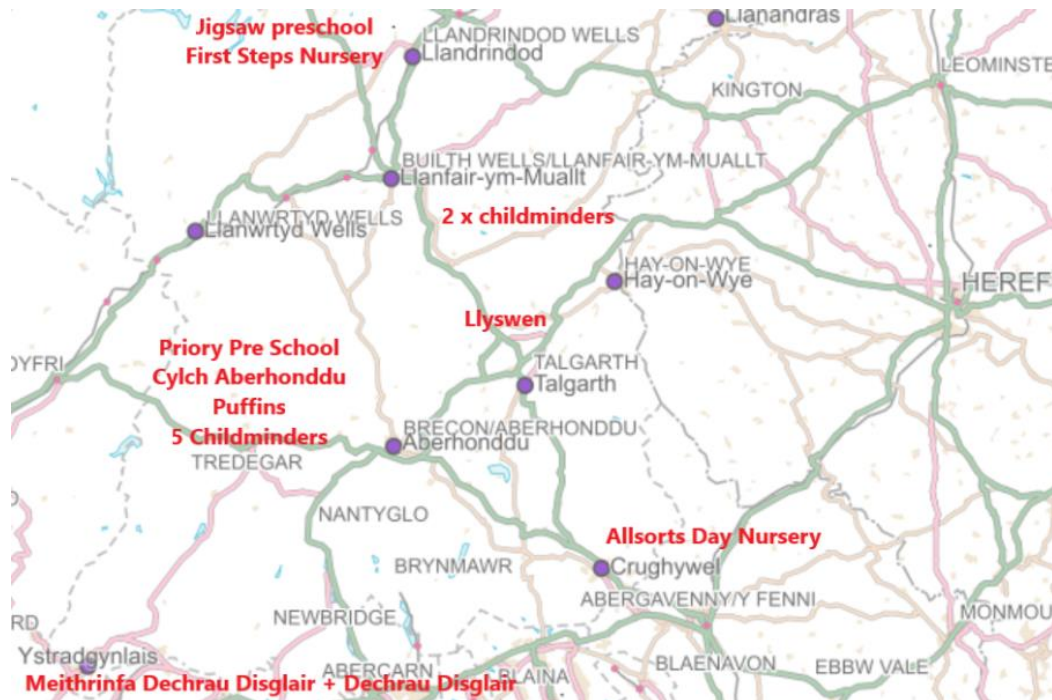 Jigsaw preschool
First Steps Nursery
LLANDRINDOD WELLS
Llandrindod
Llanandras
LEOMINSTE
KINGTON
BUILTH WELLS/LLANFAIR-YM-MUALLT
Llanfair-ym-Muallt
LLANWRTYD WELLS
Llanwrtyd Wells
2 x childminders
HAY-ON-WYE
Hay-on-Wye
HEREF
Llyswen
Priory Pre School
Cylch Aberhonddu
Puffins
5 Childminders
DYFRI
TALGARTH
Talgarth
BRECON/ABERHONDDU
Aberhonddu
TREDEGAR
NANTYGLO
Allsorts Day Nursery
BRYNMAWR
Crughywel
ABERGAVENNY/Y FENNI
NEWBRIDGE
MONMOU
RD
Ystradgynlais
ABERCARN
BLAINA
BLAENAVON
EBBW VALE
Meithrinfa Dechrau Disglair + Dechrau Disglair